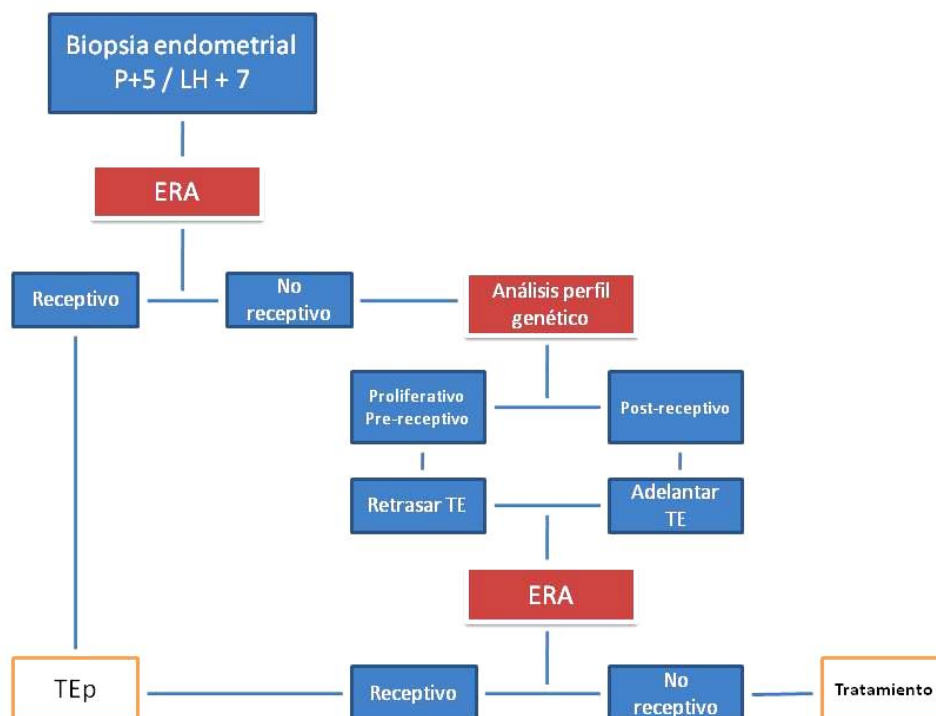 Biopsia endometrial
P+5 / LH + 7
ERA
Receptivo
No
receptivo
Análisis perfil
genético
Proliferativo
Pre-receptivo
Post-receptivo
Retrasar TE
Adelantar
TE
ERA
TEp
Receptivo
No
receptivo
Tratamiento